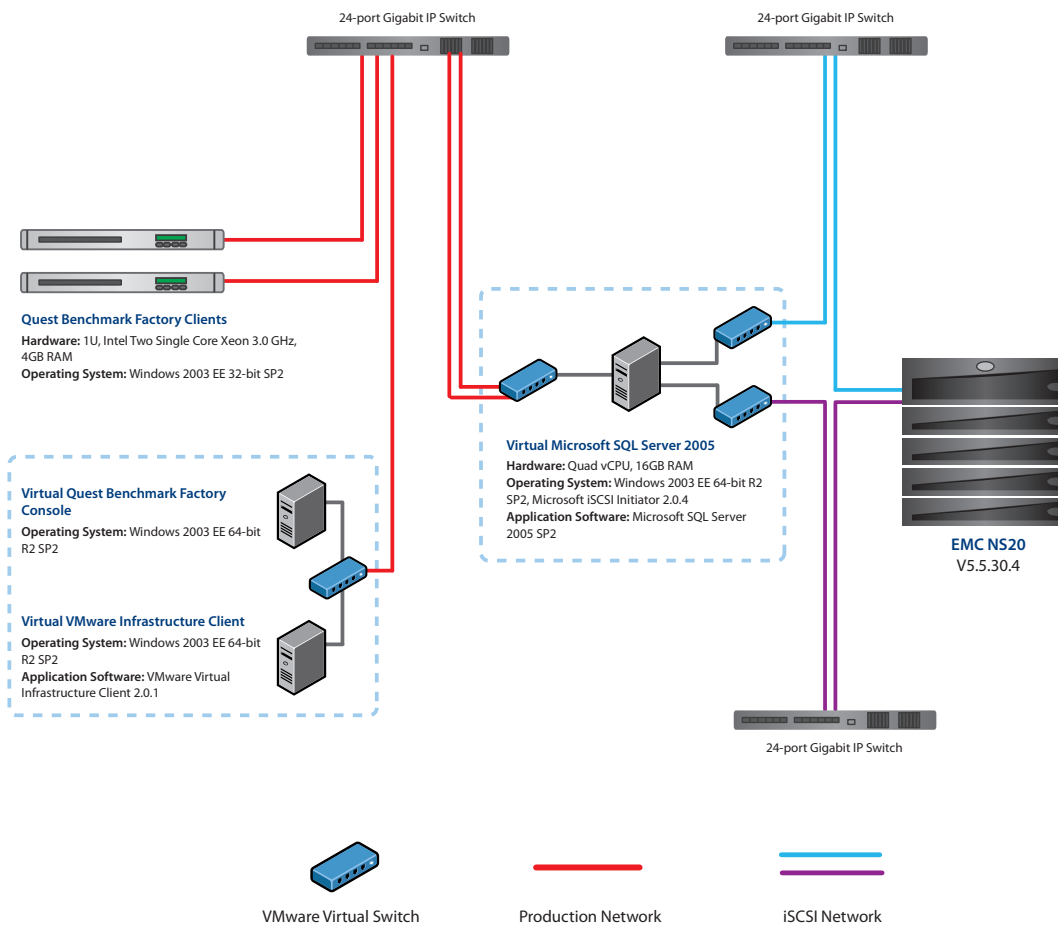 24-port Gigabit IP Switch
24-port Gigabit IP Switch
Quest Benchmark Factory Clients
Hardware: 1U, Intel Two Single Core Xeon 3.0 GHz,
4GB RAM
Operating System: Windows 2003 EE 32-bit SP2
Virtual Microsoft SQL Server 2005
Hardware: Quad vCPU, 16GB RAM
Operating System: Windows 2003 EE 64-bit R2
SP2, Microsoft iSCSI Initiator 2.0.4
Application Software: Microsoft SQL Server
2005 SP2
EMC NS20
V5.5.30.4
Virtual Quest Benchmark Factory
Console
Operating System: Windows 2003 EE 64-bit
R2 SP2
Virtual VMware Infrastructure Client
Operating System: Windows 2003 EE 64-bit
R2 SP2
Application Software: VMware Virtual
Infrastructure Client 2.0.1
24-port Gigabit IP Switch
VMware Virtual Switch
Production Network
iSCSI Network